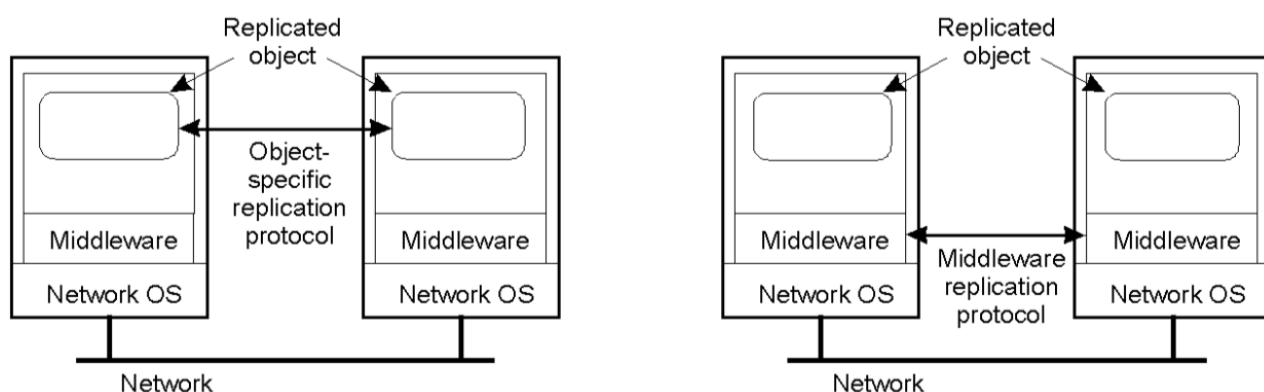 Replicated
object
Object-
specific
replication
protocol
Middleware
Middleware
Network OS
Network OS
Network
Replicated
object
Middleware
Middleware
Middleware
replication
protocol
Network OS
Network OS
Network